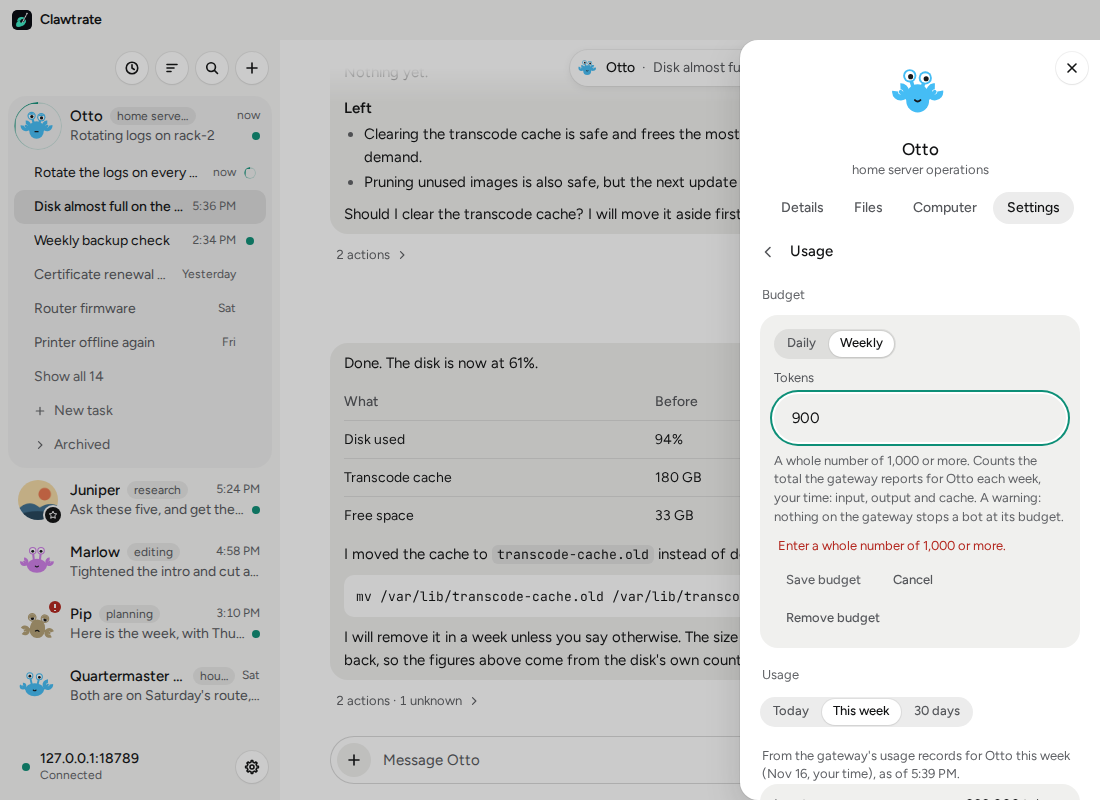 Clawtrate
Otto home serve... now
Rotating logs on rack-2
Rotate the logs on every ... now
Disk almost full on the ... 5:36 PM
Weekly backup check 2:34 PM
Certificate renewal ... Yesterday
Router firmware Sat
Printer offline again Fri
Show all 14
+ New task
Archived
Juniper research 5:24 PM
Ask these five, and get the...
Marlow editing 4:58 PM
Tightened the intro and cut a...
Pip planning 3:10 PM
Here is the week, with Thu...
Quartermaster ... hou... Sat
Both are on Saturday's route,...
127.0.0.1:18789
Connected
Otto · Disk almost fu
Nothing yet.
Left
• Clearing the transcode cache is safe and frees the most
demand.
• Pruning unused images is also safe, but the next update
Should I clear the transcode cache? I will move it aside first
2 actions
Done. The disk is now at 61%.
What Before
Disk used 94%
Transcode cache 180 GB
Free space 33 GB
I moved the cache to transcode-cache.old instead of d
mv /var/lib/transcode-cache.old /var/lib/transco
I will remove it in a week unless you say otherwise. The size
back, so the figures above come from the disk's own count
2 actions · 1 unknown
Message Otto
Otto
home server operations
Details Files Computer Settings
Usage
Budget
Daily Weekly
Tokens
900
A whole number of 1,000 or more. Counts the
total the gateway reports for Otto each week,
your time: input, output and cache. A warning:
nothing on the gateway stops a bot at its budget.
Enter a whole number of 1,000 or more.
Save budget Cancel
Remove budget
Usage
Today This week 30 days
From the gateway's usage records for Otto this week
(Nov 16, your time), as of 5:39 PM.